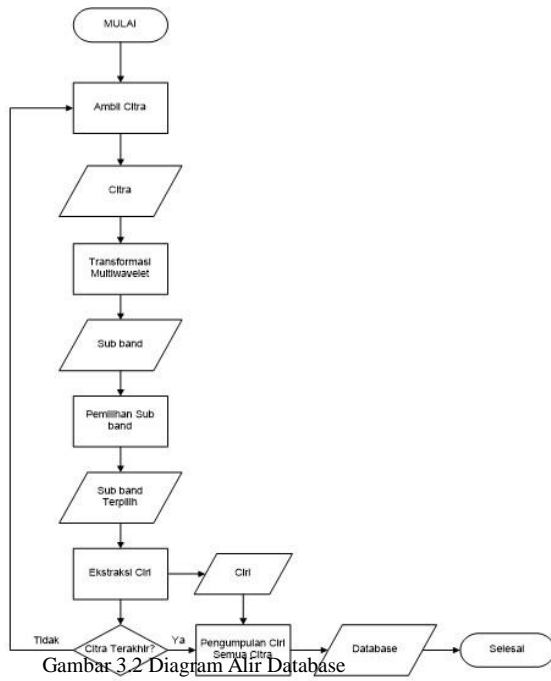 MULAI
Ambil Citra
Citra
Transformasi
Multiwavelet
Sub band
Pemilihan Sub
band
Sub band
Terpilih
Ekstraksi Ciri
Ciri
Tidak
Citra Terakhir?
Ya
Pengumpulan Ciri
Semua Citra
Database
Selesai
Gambar 3.2 Diagram Alir Database